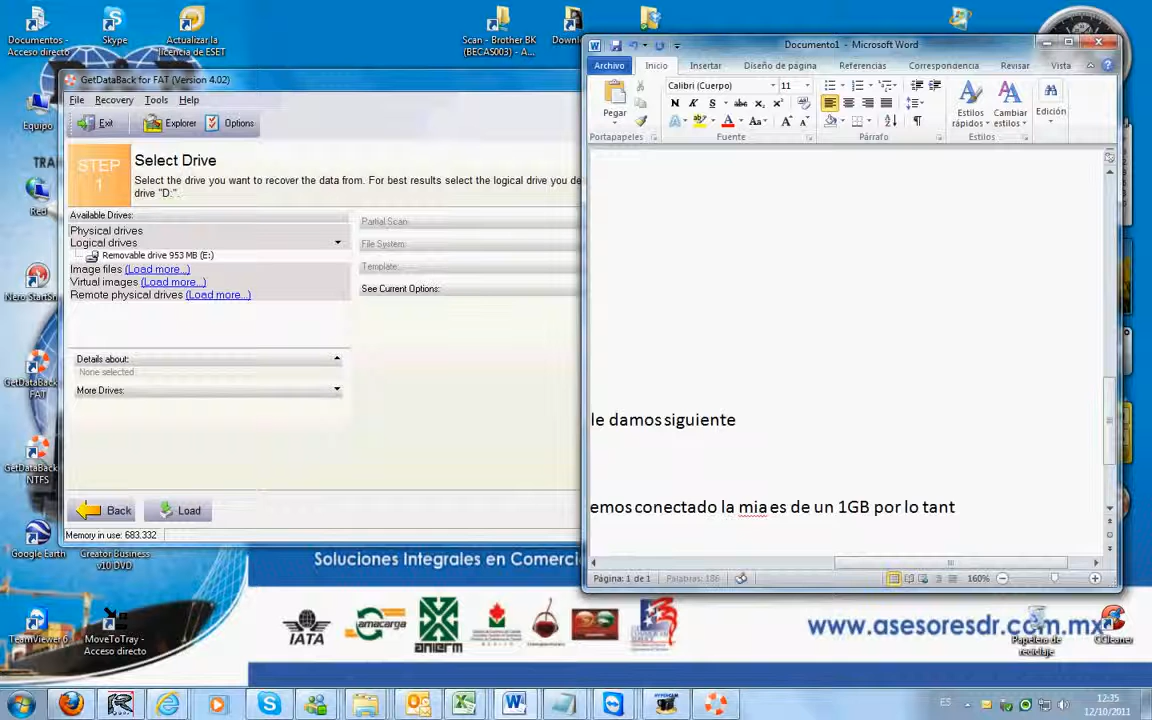 Documentos - Acceso directo
Skype
Actualizar la licencia de ESET
Scan - Brother BK (BECAS003) - A...
Downl
Equipo
TRA
Red
Nero StartSm
GetDataBack FAT
GetDataBack NTFS
Google Earth
Creator Business v10 DVD
TeamViewer 6
MoveToTray - Acceso directo
GetDataBack for FAT (Version 4.02)
File Recovery Tools Help
Exit Explorer Options
STEP 1
Select Drive
Select the drive you want to recover the data from. For best results select the logical drive you de
drive "D:".
Available Drives:
Physical drives
Logical drives
Removable drive 953 MB (E:)
Image files (Load more...)
Virtual images (Load more...)
Remote physical drives (Load more...)
Partial Scan:
File System:
Template:
See Current Options:
Details about:
None selected
More Drives:
Back Load
Memory in use: 683.332
Documento1 - Microsoft Word
Archivo Inicio Insertar Diseño de página Referencias Correspondencia Revisar Vista
Pegar
Calibri (Cuerpo) 11
N K S abc x₂ x²
Estilos rápidos
Cambiar estilos
Edición
Portapapeles Fuente Párrafo Estilos
le damos siguiente
emos conectado la mia es de un 1GB por lo tant
Página: 1 de 1 Palabras: 186 160%
Soluciones Integrales en Comerci
IATA
amacarga
anierm
www.asesoresdr.com.mx
Papelera de reciclaje
CCleaner
ES
12:35
12/10/2011